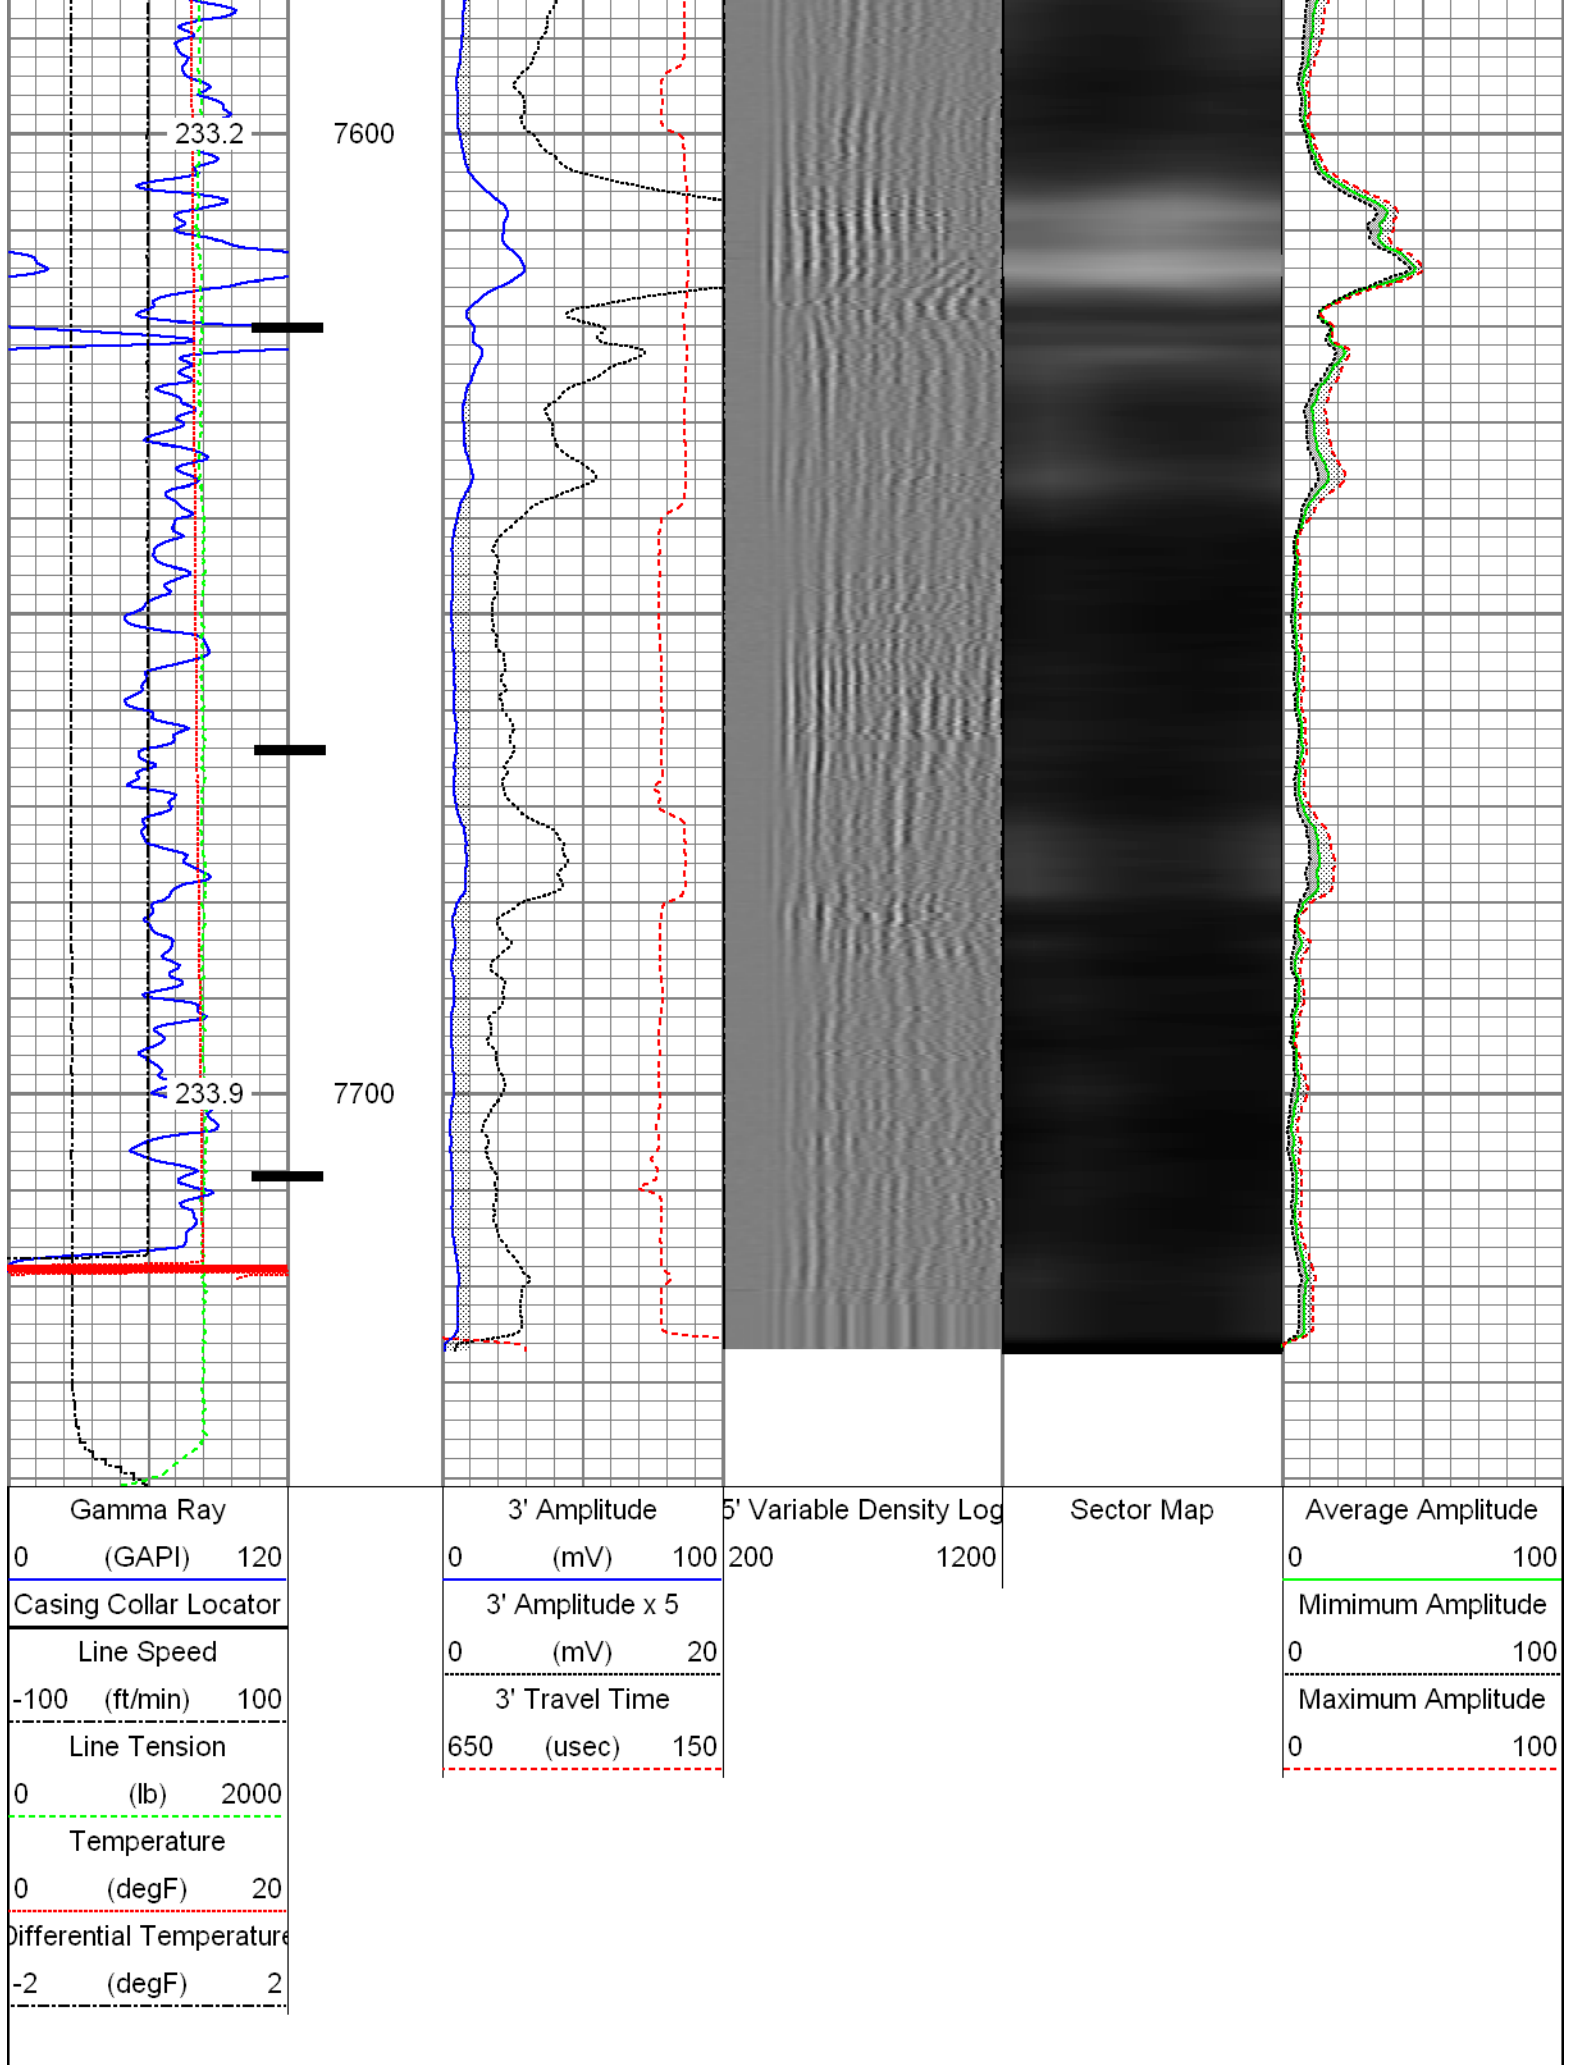 233.2
7600
233.9
7700
Gamma Ray
0 (GAPI) 120
Casing Collar Locator
Line Speed
-100 (ft/min) 100
Line Tension
0 (lb) 2000
Temperature
0 (degF) 20
Differential Temperature
-2 (degF) 2
3' Amplitude
0 (mV) 100
3' Amplitude x 5
0 (mV) 20
3' Travel Time
650 (usec) 150
5' Variable Density Log
200 1200
Sector Map
Average Amplitude
0 100
Mimimum Amplitude
0 100
Maximum Amplitude
0 100